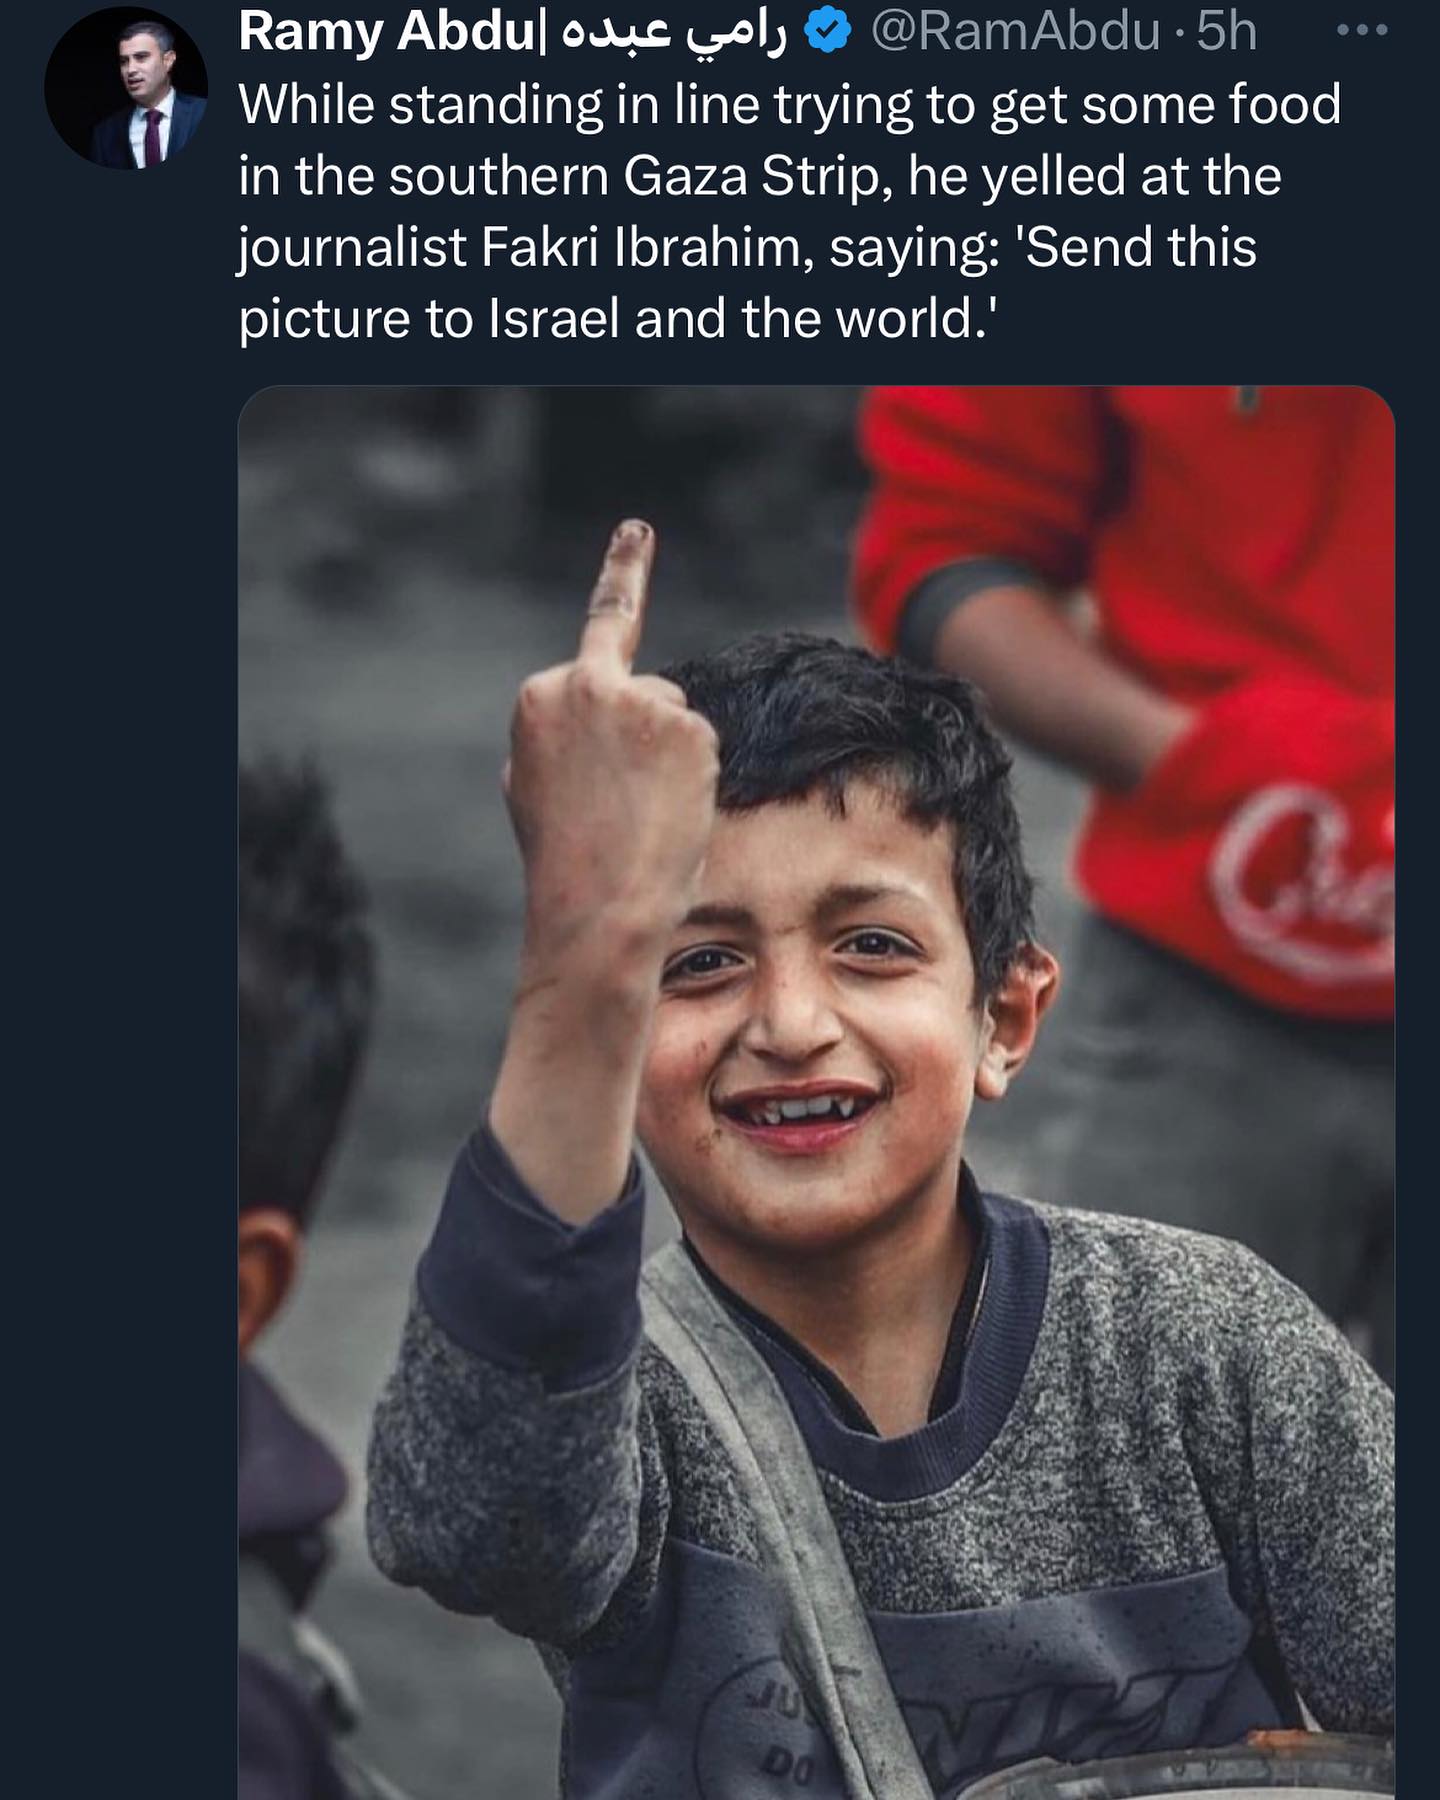 Ramy Abdu| رامي عبده @RamAbdu · 5h
While standing in line trying to get some food
in the southern Gaza Strip, he yelled at the
journalist Fakri Ibrahim, saying: 'Send this
picture to Israel and the world.'
DO